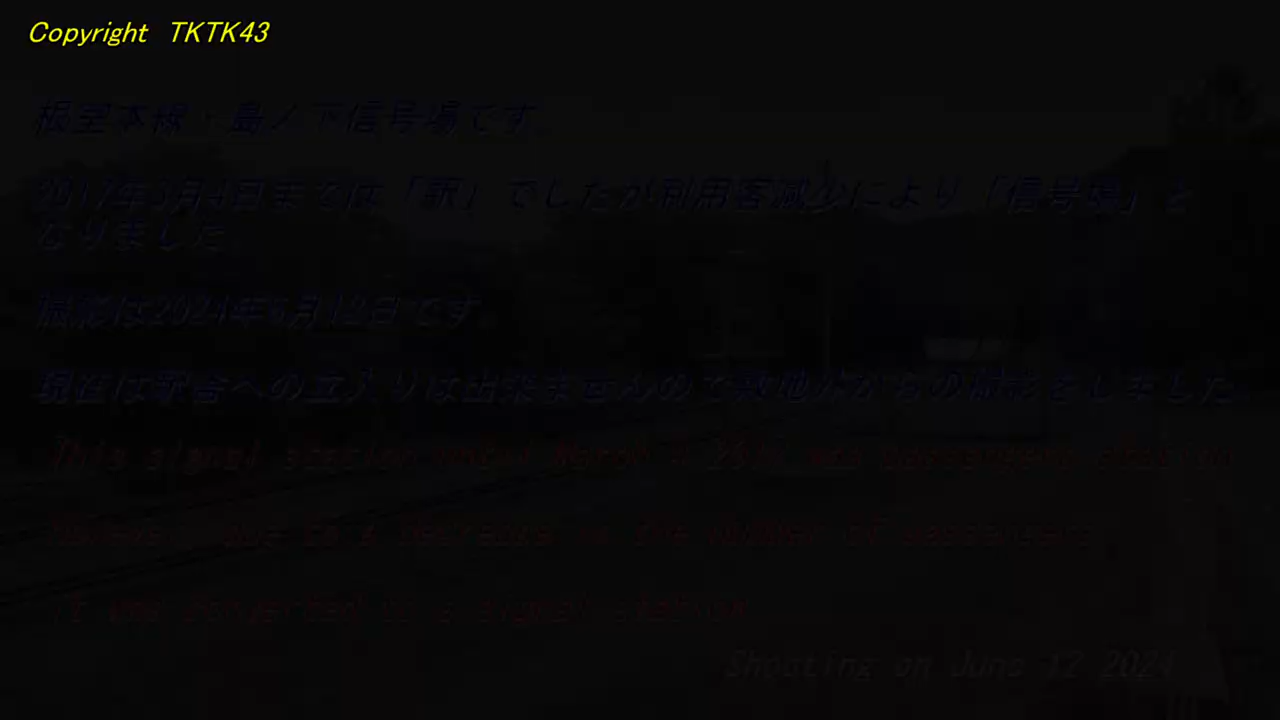 Copyright TKTK43
根室本線・島ノ下信号場です。
2017年3月4日までは「駅」でしたが利用客減少により「信号場」と
なりました。
撮影は2024年6月12日です。
現在は駅舎への立入りは出来ませんので敷地外からの撮影をしました。
This signal station until March 2017 was passengers station
However due to a decrease in the number of passengers
it was converted to a signal station
Shooting on June 12 2024